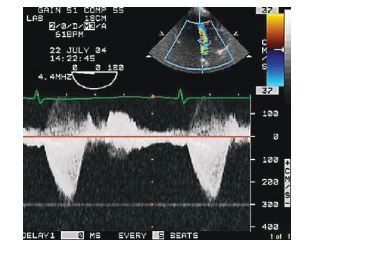 GAIN 51 COMP 55
LAB 18CM
2/0/D/M3/A
61BPM
22 JULY 04
14:22:45
0 0 180
4.4MHZ
37
CM/S
37
100
0
100
200
300
400
CM/S
DELAY1 0 MS EVERY 5 BEATS
1 of 1